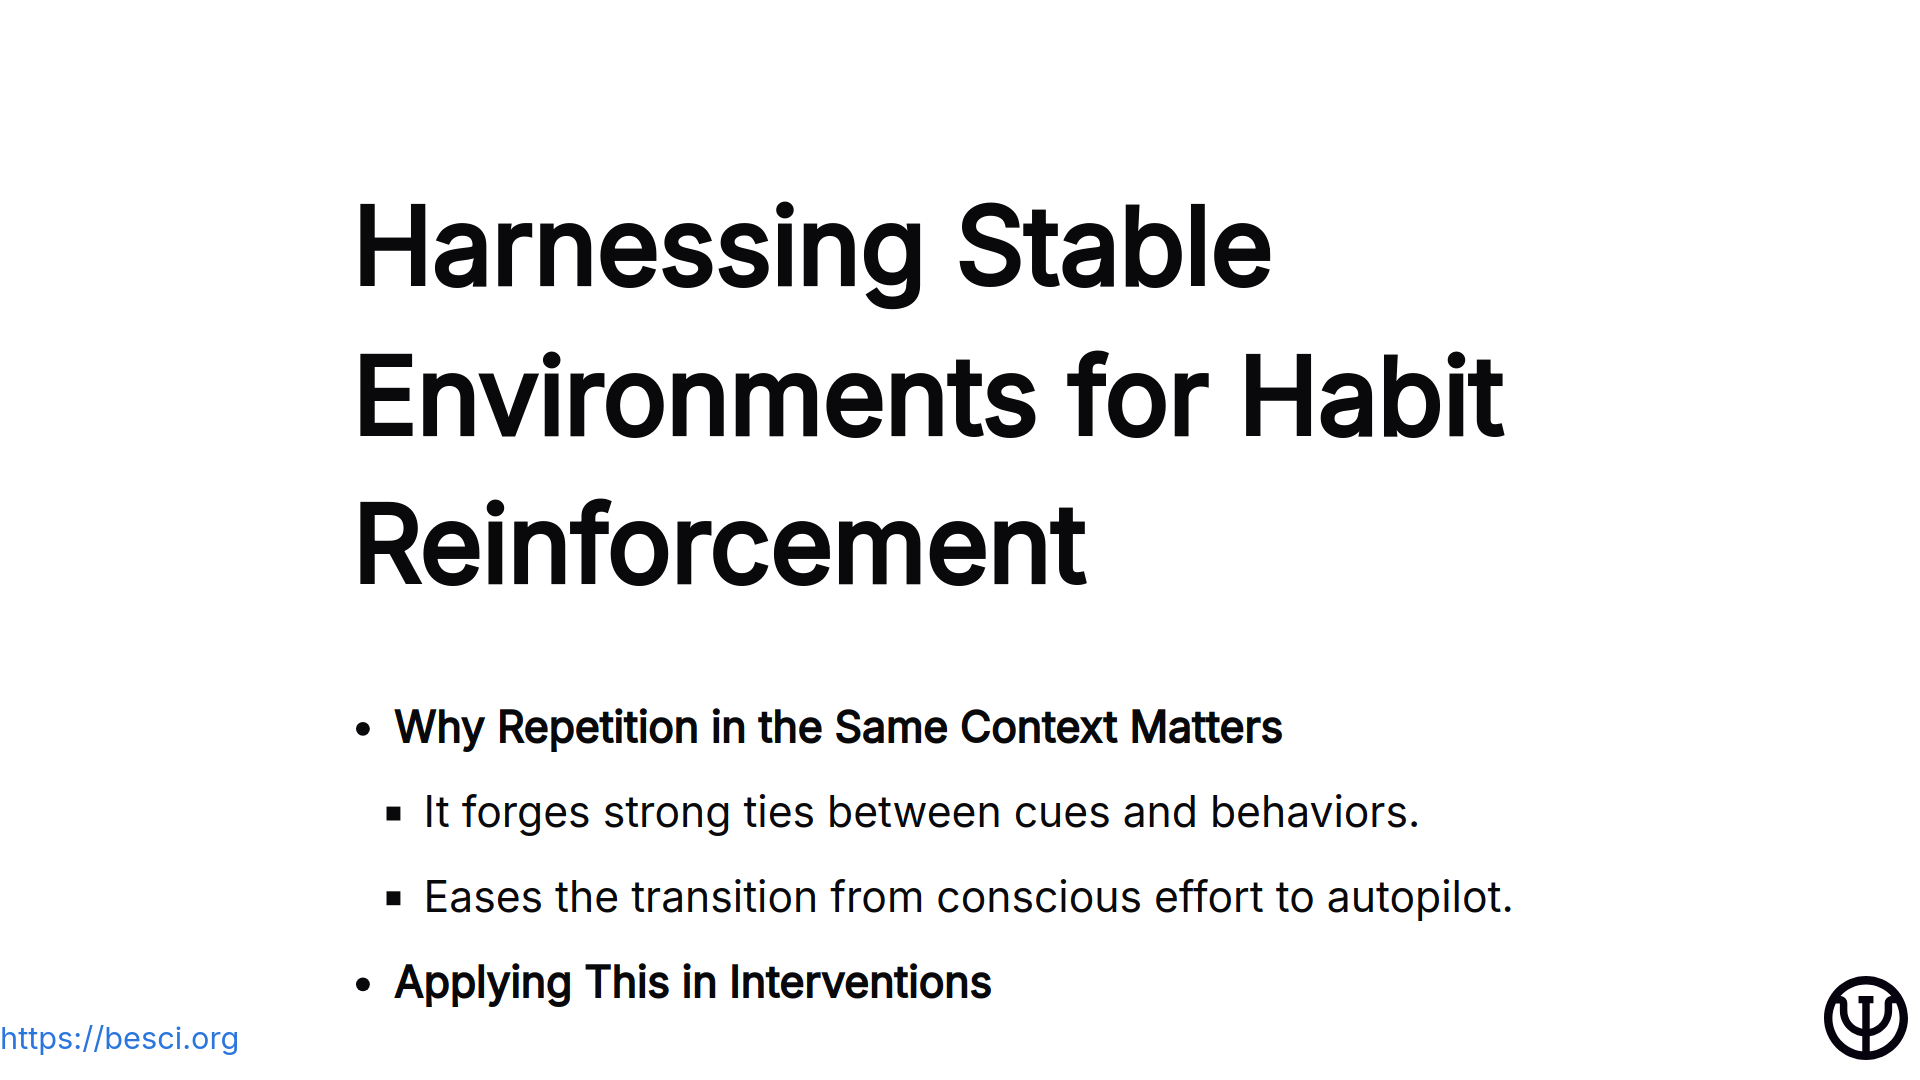 Harnessing Stable
Environments for Habit
Reinforcement
• Why Repetition in the Same Context Matters
▪ It forges strong ties between cues and behaviors.
▪ Eases the transition from conscious effort to autopilot.
• Applying This in Interventions
https://besci.org